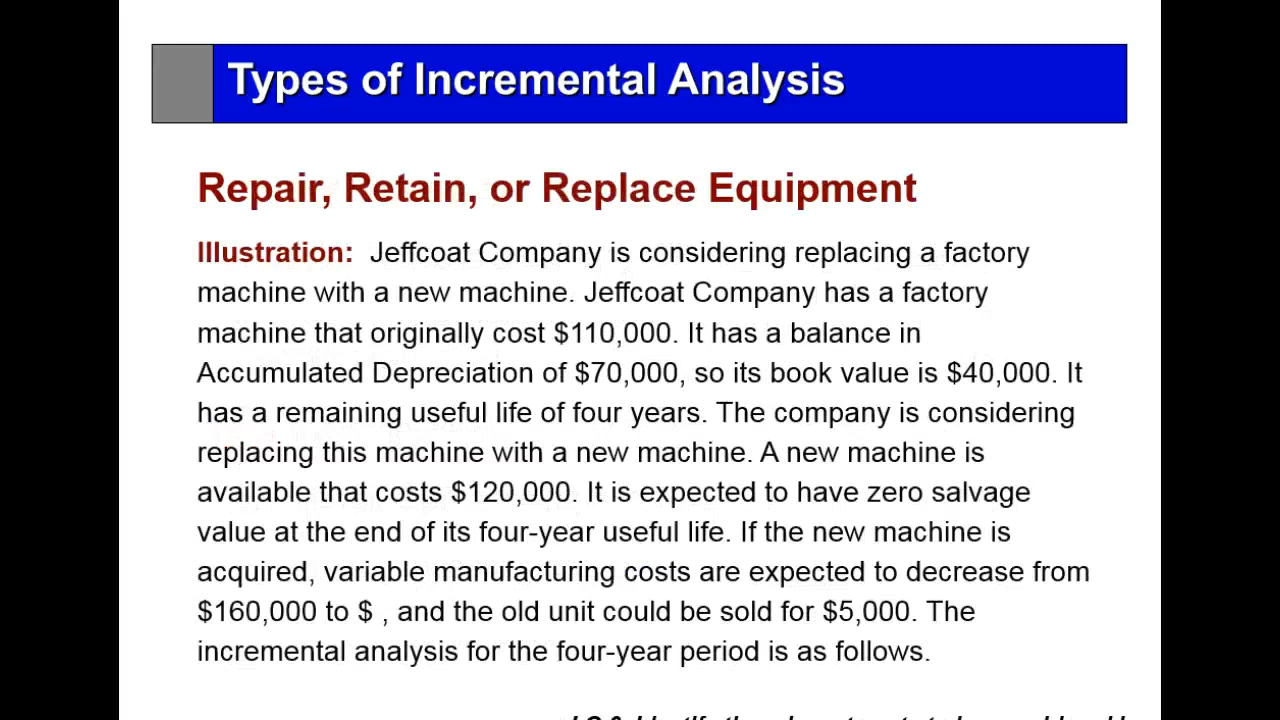 Types of Incremental Analysis
Repair, Retain, or Replace Equipment
Illustration: Jeffcoat Company is considering replacing a factory
machine with a new machine. Jeffcoat Company has a factory
machine that originally cost $110,000. It has a balance in
Accumulated Depreciation of $70,000, so its book value is $40,000. It
has a remaining useful life of four years. The company is considering
replacing this machine with a new machine. A new machine is
available that costs $120,000. It is expected to have zero salvage
value at the end of its four-year useful life. If the new machine is
acquired, variable manufacturing costs are expected to decrease from
$160,000 to $ , and the old unit could be sold for $5,000. The
incremental analysis for the four-year period is as follows.